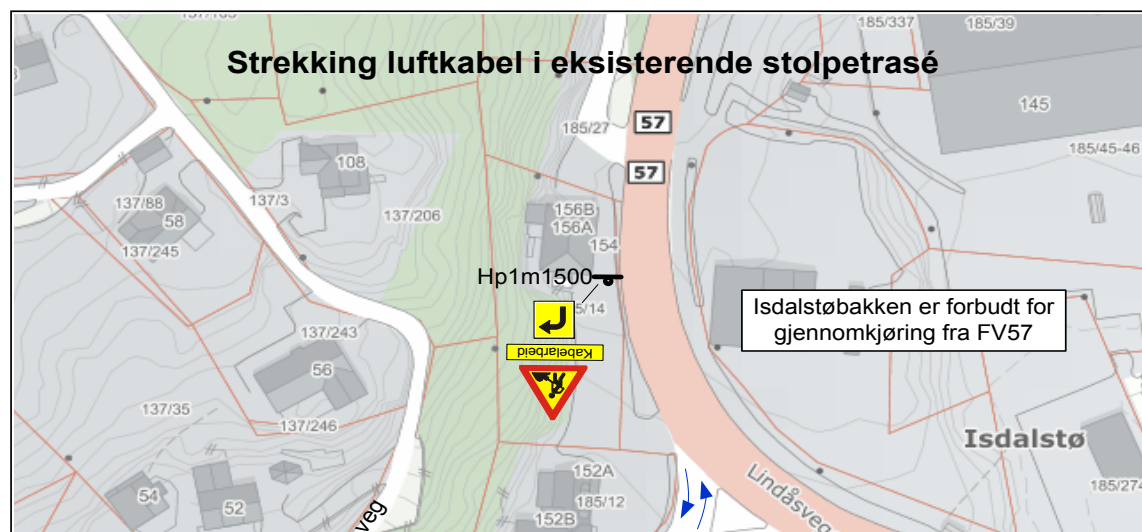 137/103
185/337
185/39
Strekking luftkabel i eksisterende stolpetrasé
145
57
185/27
185/45-46
57
108
137/3
137/88
58
137/206
156B
156A
154
137/245
Hp1m1500
5/14
Isdalstøbakken er forbudt for
gjennomkjøring fra FV57
137/243
Kabelarbeid
56
137/35
137/246
Isdalstø
152A
185/12
185/274
54
52
152B
veg
Lindåsveg